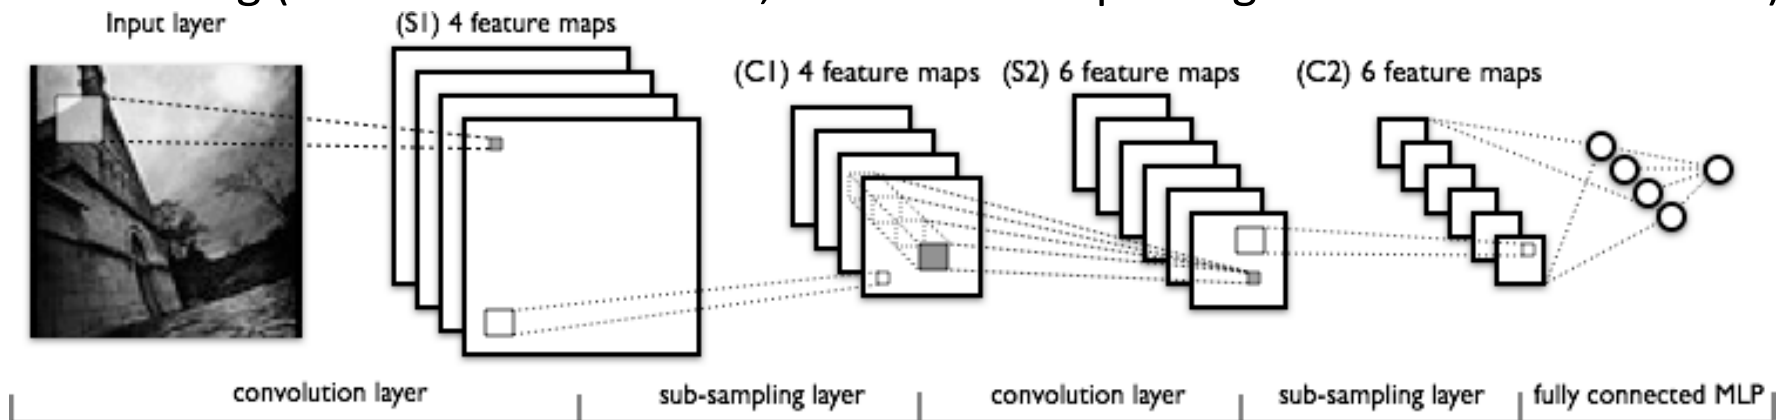 Input layer
(S1) 4 feature maps
(C1) 4 feature maps
(S2) 6 feature maps
(C2) 6 feature maps
convolution layer
sub-sampling layer
convolution layer
sub-sampling layer
fully connected MLP